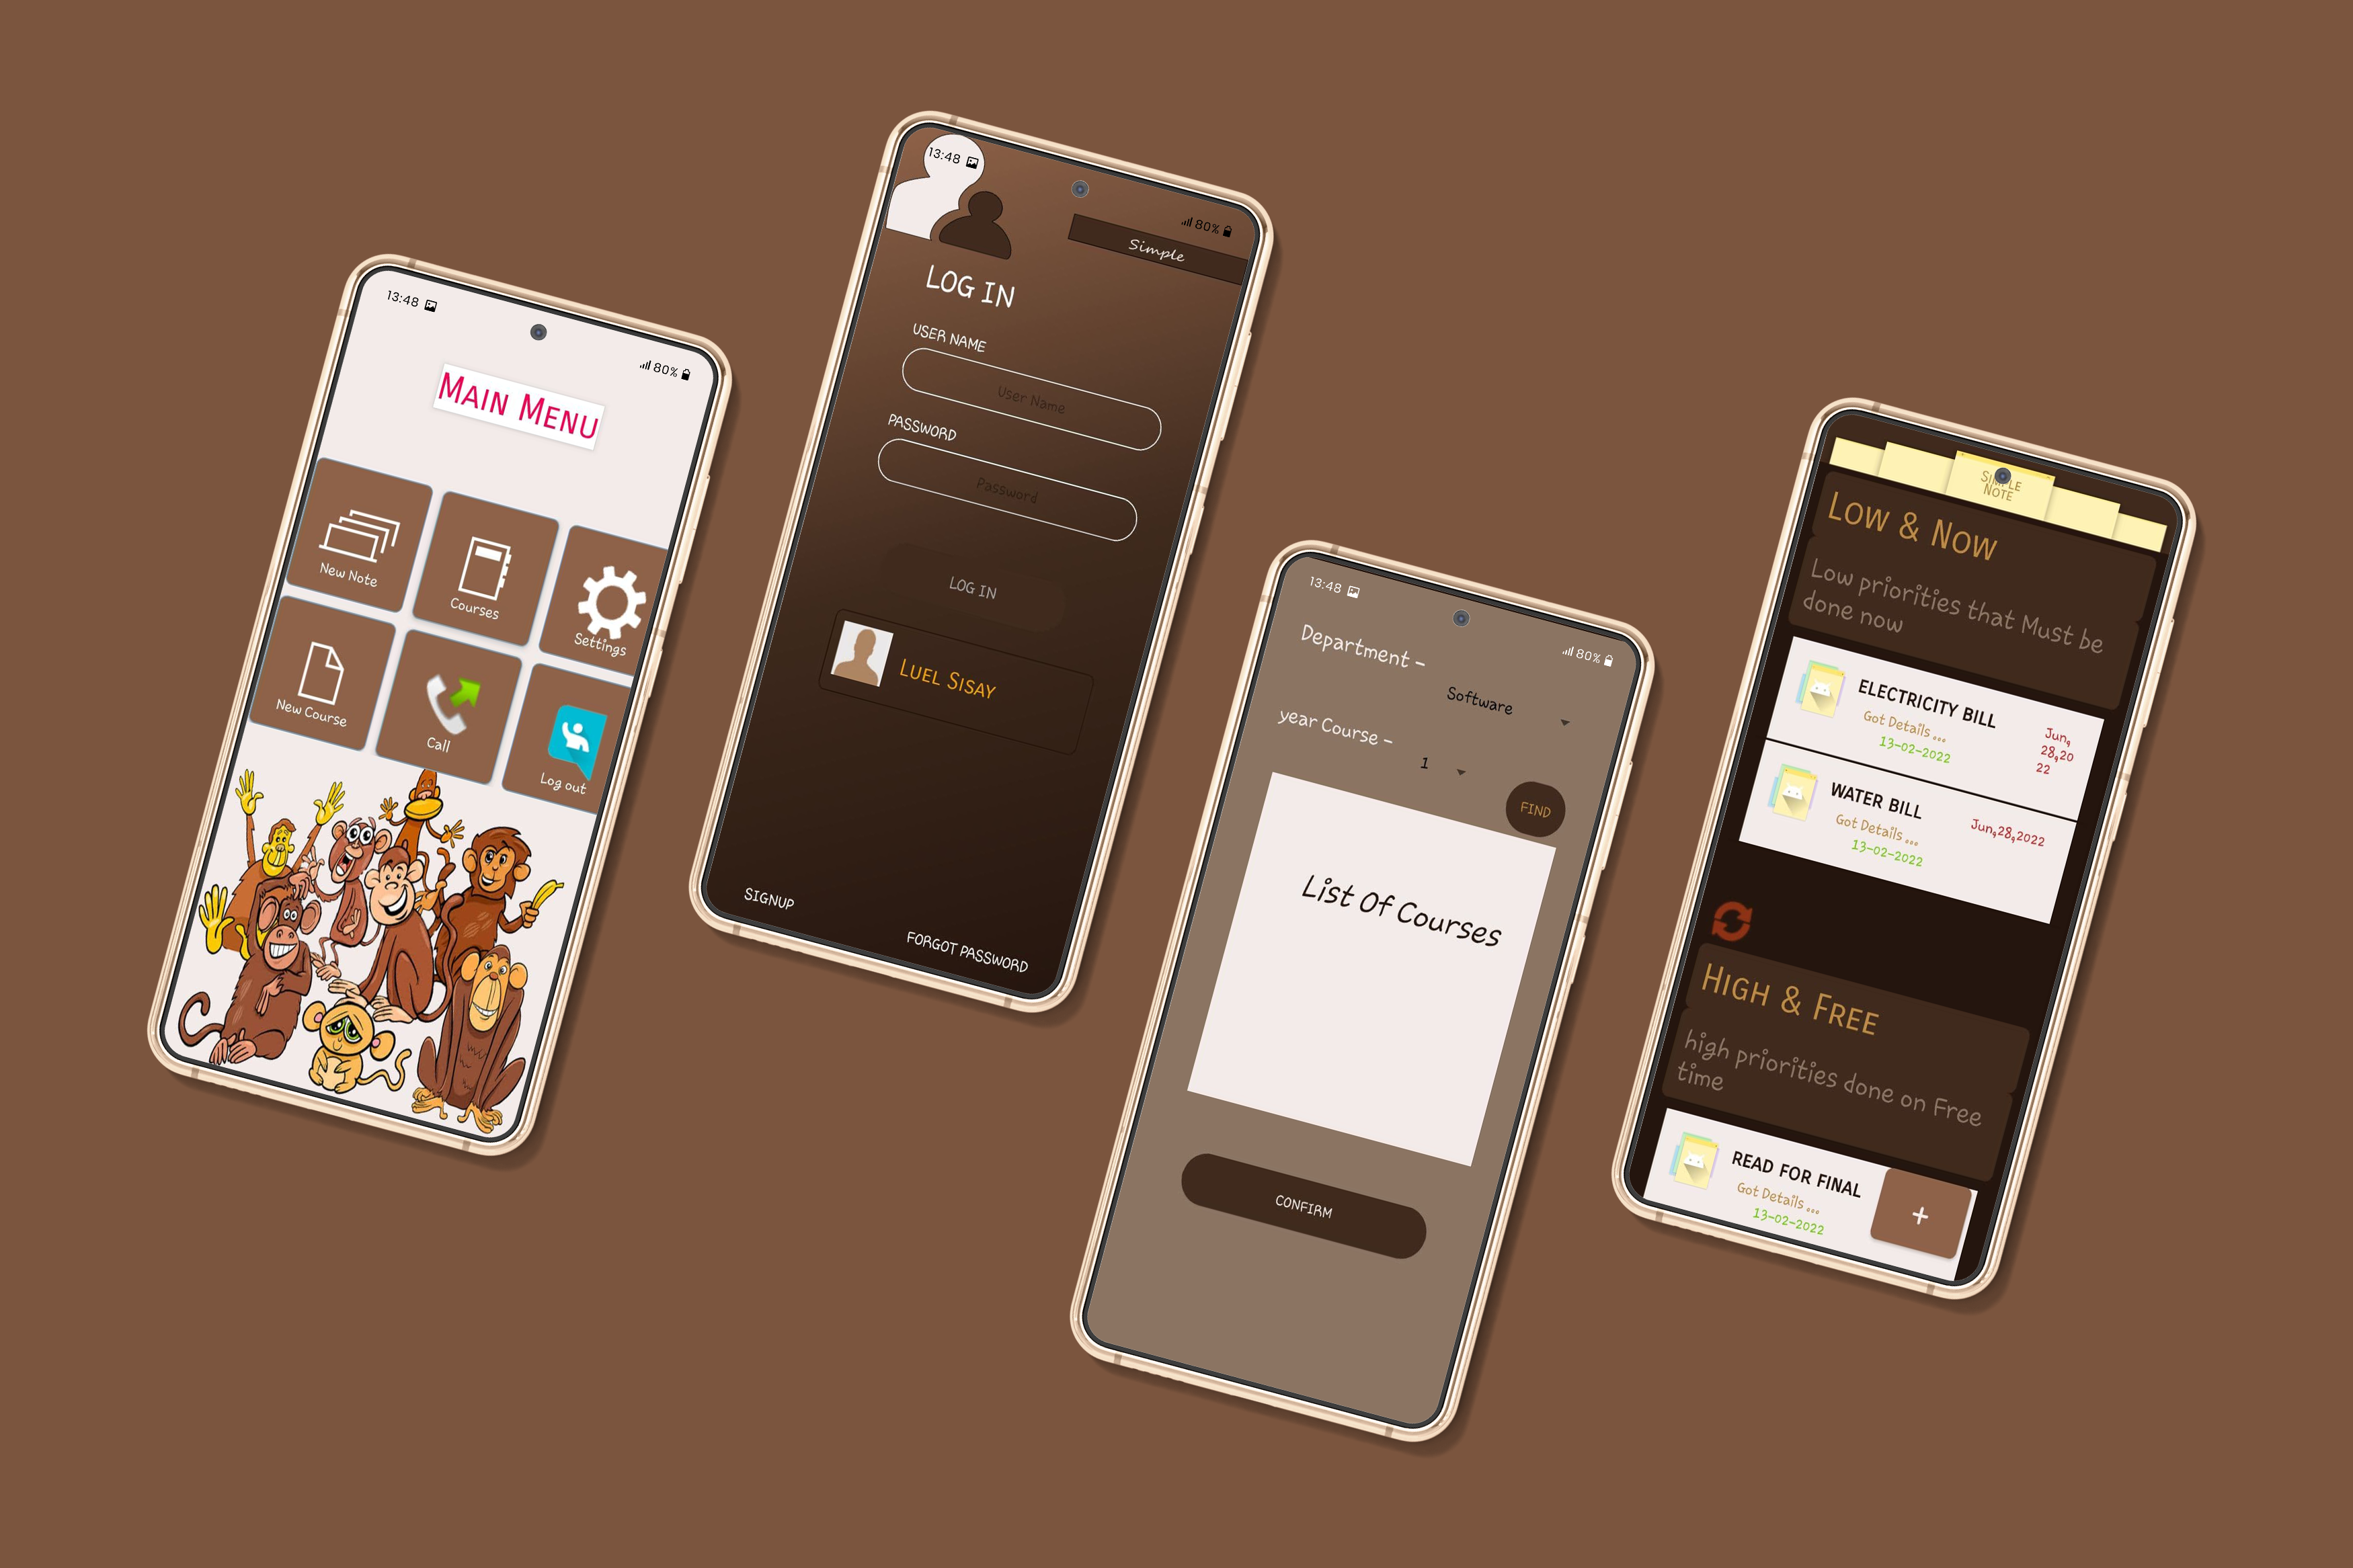 13:48
80%
MAIN MENU
New Note
Courses
Settings
New Course
Call
Log out
13:48
80%
Simple
LOG IN
USER NAME
User Name
PASSWORD
Password
LOG IN
LUEL SISAY
SIGNUP
FORGOT PASSWORD
13:48
80%
Department -
Software
year Course -
1
FIND
List Of Courses
CONFIRM
SIMPLE
NOTE
LOW & NOW
Low priorities that Must be
done now
ELECTRICITY BILL
Got Details ...
13-02-2022
Jun,
28,20
22
WATER BILL
Got Details ...
13-02-2022
Jun,28,2022
HIGH & FREE
high priorities done on Free
time
READ FOR FINAL
Got Details ...
13-02-2022
+